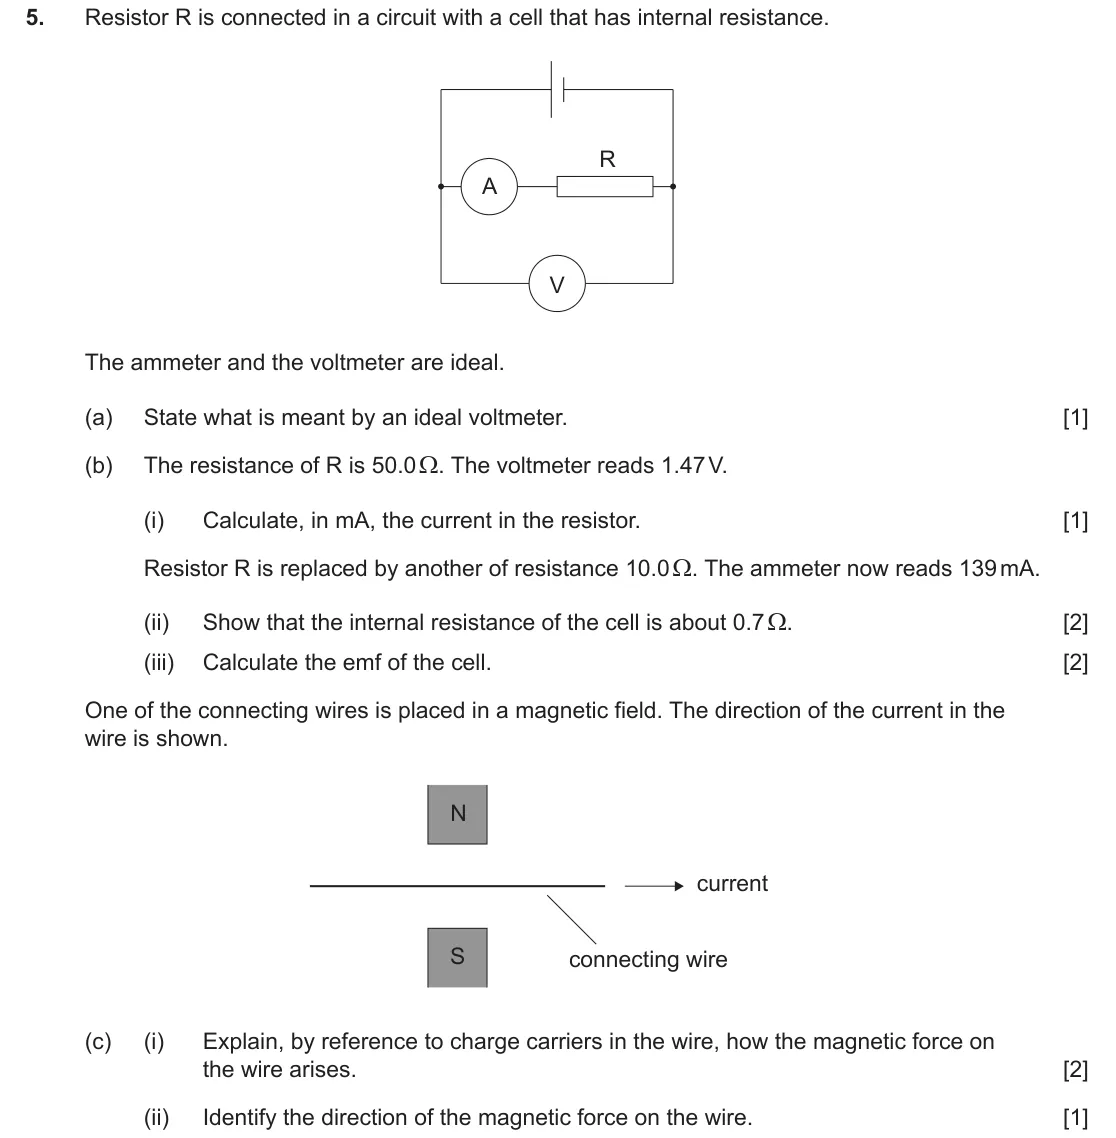 5. Resistor R is connected in a circuit with a cell that has internal resistance.
R
A
V
The ammeter and the voltmeter are ideal.
(a) State what is meant by an ideal voltmeter. [1]
(b) The resistance of R is 50.0 Ω. The voltmeter reads 1.47 V.
(i) Calculate, in mA, the current in the resistor. [1]
Resistor R is replaced by another of resistance 10.0 Ω. The ammeter now reads 139 mA.
(ii) Show that the internal resistance of the cell is about 0.7 Ω. [2]
(iii) Calculate the emf of the cell. [2]
One of the connecting wires is placed in a magnetic field. The direction of the current in the
wire is shown.
N
current
S
connecting wire
(c) (i) Explain, by reference to charge carriers in the wire, how the magnetic force on
the wire arises. [2]
(ii) Identify the direction of the magnetic force on the wire. [1]